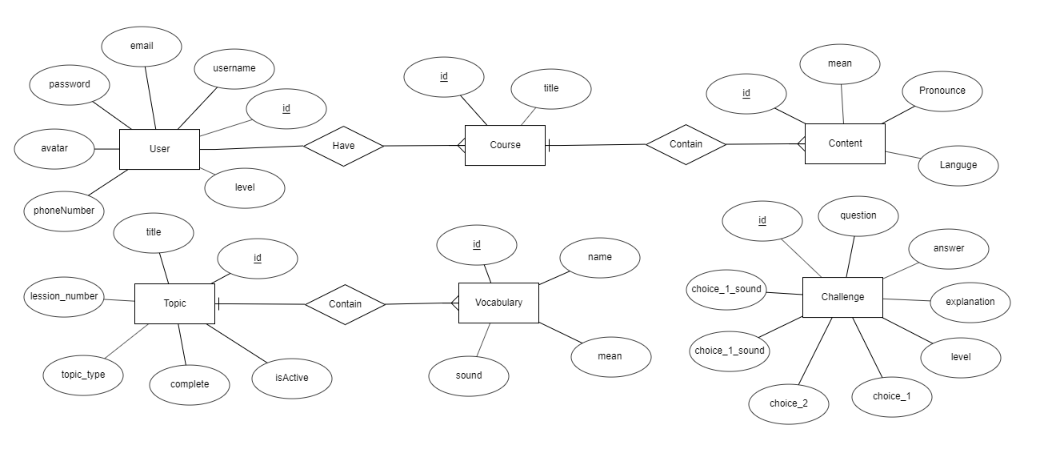 email
username
password
id
avatar
User
level
phoneNumber
Have
id
title
Course
Contain
mean
id
Pronounce
Content
Languge
title
id
lession_number
Topic
topic_type
complete
isActive
Contain
id
name
Vocabulary
mean
sound
id
question
answer
choice_1_sound
Challenge
explanation
choice_1_sound
level
choice_2
choice_1